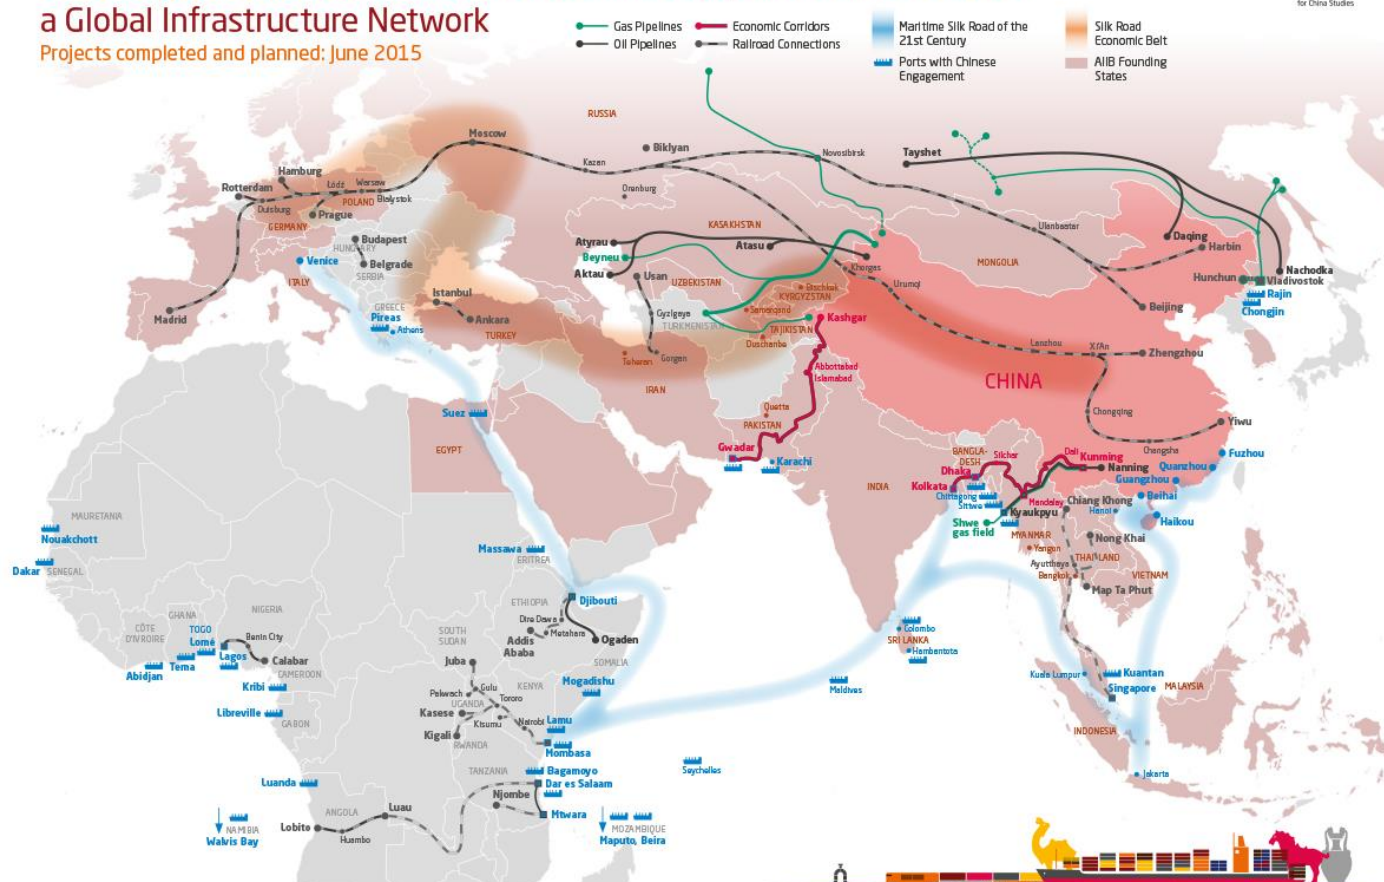 for China Studies
a Global Infrastructure Network
Projects completed and planned: June 2015
Gas Pipelines
Oil Pipelines
Economic Corridors
Railroad Connections
Maritime Silk Road of the
21st Century
Ports with Chinese
Engagement
Silk Road
Economic Belt
AIIB Founding
States
RUSSIA
Moscow
Kazan
Biklyan
Novosibirsk
Tayshet
Hamburg
Rotterdam
Duisburg
Łódź
Warsaw
Bialystok
POLAND
Prague
GERMANY
Orenburg
KASAKHSTAN
Ulanbaatar
Daqing
Harbin
Budapest
HUNGARY
Belgrade
SERBIA
Venice
ITALY
Atyrau
Beyneu
Aktau
Atasu
Usan
UZBEKISTAN
Khorgas
Urumqi
MONGOLIA
Hunchun
Nachodka
Vladivostok
Rajin
Chongjin
Madrid
GREECE
Pireas
Athens
Istanbul
Ankara
TURKEY
Gyzlgaya
TURKMENISTAN
Bischkek
KYRGYZSTAN
Samarqand
TAJIKISTAN
Duschanbe
Kashgar
Beijing
Teheran
Gorgan
IRAN
Abbottabad
Islamabad
Lanzhou
Xi'An
Zhengzhou
CHINA
Suez
EGYPT
Quetta
PAKISTAN
Gwadar
Karachi
INDIA
Chongqing
Changsha
Yiwu
Fuzhou
Quanzhou
Guangzhou
Beihai
Haikou
BANGLA-
DESH
Silchar
Dhaka
Kolkata
Chittagong
Sittwe
Dali
Kunming
Nanning
Mandalay
Kyaukpyu
Shwe
gas field
Chiang Khong
Hanoi
MYANMAR
Yangon
Nong Khai
THAILAND
Ayutthaya
Bangkok
VIETNAM
Map Ta Phut
MAURETANIA
Nouakchott
Dakar
SENEGAL
Massawa
ERITREA
Djibouti
ETHIOPIA
Dire Dawa
Metahara
Addis
Ababa
Ogaden
SOMALIA
Mogadishu
CÔTE
D'IVROIRE
GHANA
TOGO
Lomé
NIGERIA
Benin City
Lagos
Tema
Abidjan
Calabar
CAMEROON
Kribi
Libreville
GABON
SOUTH
SUDAN
Juba
Pakwach
Gulu
KENYA
Tororo
UGANDA
Kasese
Kisumu
Nairobi
Kigali
RWANDA
Lamu
Mombasa
TANZANIA
Bagamoyo
Dar es Salaam
Njombe
Mtwara
Luanda
ANGOLA
Luau
Lobito
Huambo
NAMIBIA
Walvis Bay
MOZAMBIQUE
Maputo, Beira
Seychelles
Maldives
Colombo
SRI LANKA
Hambantota
Kuala Lumpur
Kuantan
Singapore
MALAYSIA
INDONESIA
Jakarta